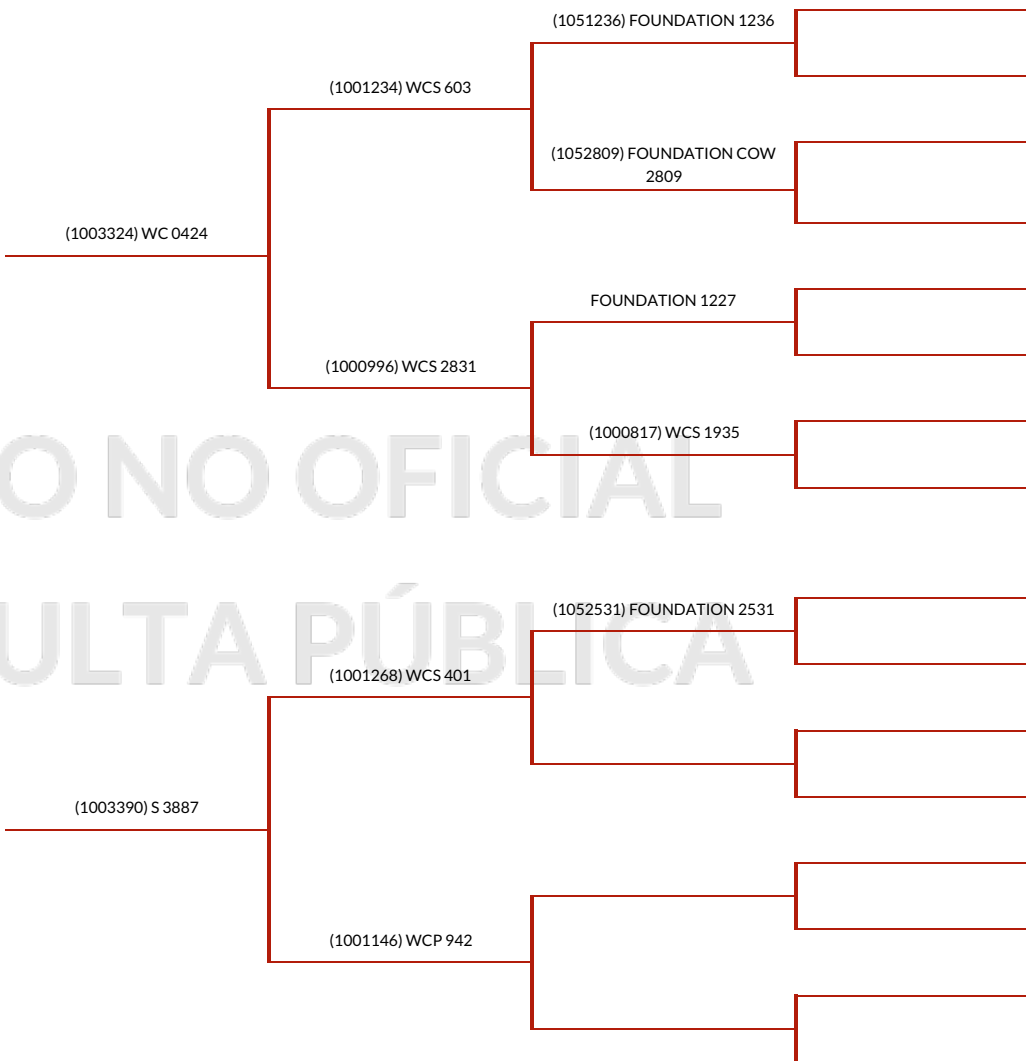 (1051236) FOUNDATION 1236
(1001234) WCS 603
(1052809) FOUNDATION COW
2809
(1003324) WC 0424
FOUNDATION 1227
(1000996) WCS 2831
(1000817) WCS 1935
O NO OFICIAL
ULTA PÚBLICA
(1052531) FOUNDATION 2531
(1001268) WCS 401
(1003390) S 3887
(1001146) WCP 942